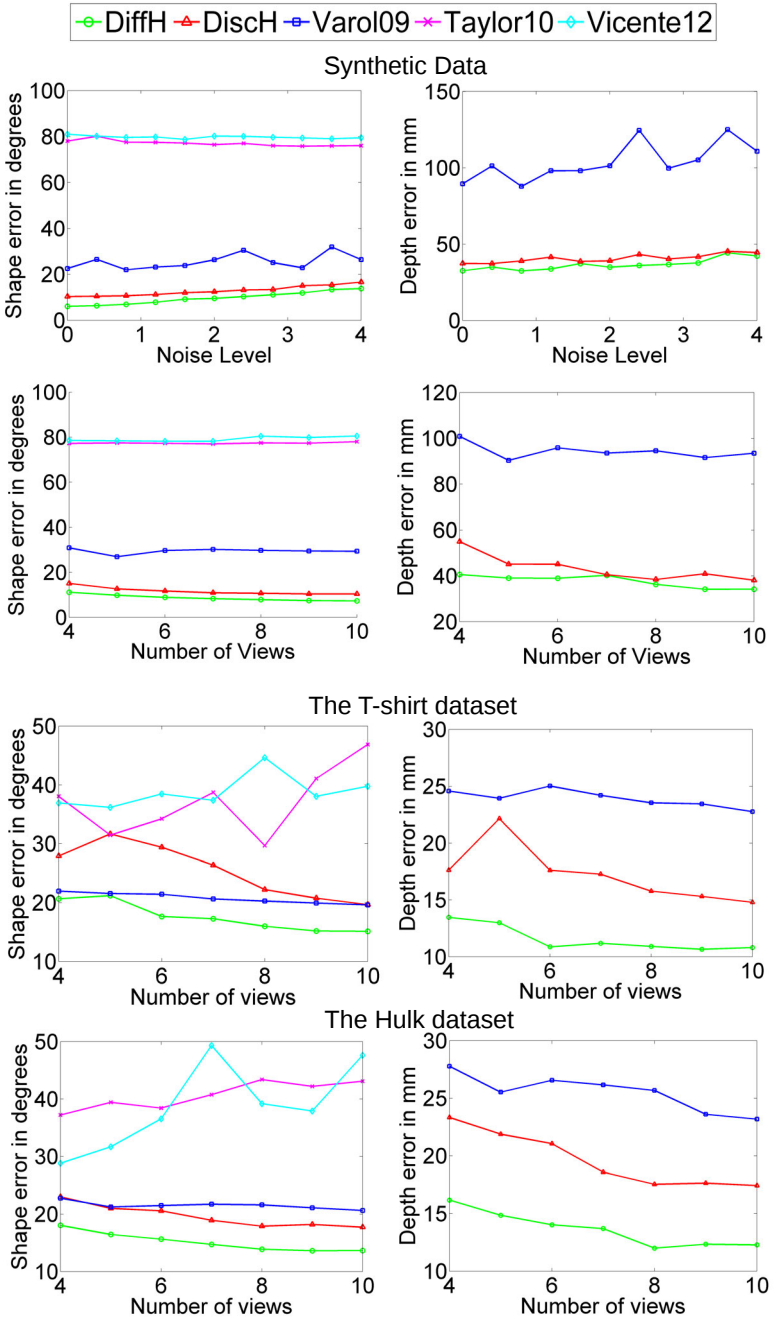 DiffH DiscH Varol09 Taylor10 Vicente12
Synthetic Data
Shape error in degrees
100
80
60
40
20
0
0 1 2 3 4
Noise Level
Depth error in mm
150
100
50
0
0 1 2 3 4
Noise Level
Shape error in degrees
100
80
60
40
20
0
4 6 8 10
Number of Views
Depth error in mm
120
100
80
60
40
20
4 6 8 10
Number of Views
The T-shirt dataset
Shape error in degrees
50
40
30
20
10
4 6 8 10
Number of views
Depth error in mm
30
25
20
15
10
4 6 8 10
Number of views
The Hulk dataset
Shape error in degrees
50
40
30
20
10
4 6 8 10
Number of views
Depth error in mm
30
25
20
15
10
4 6 8 10
Number of views